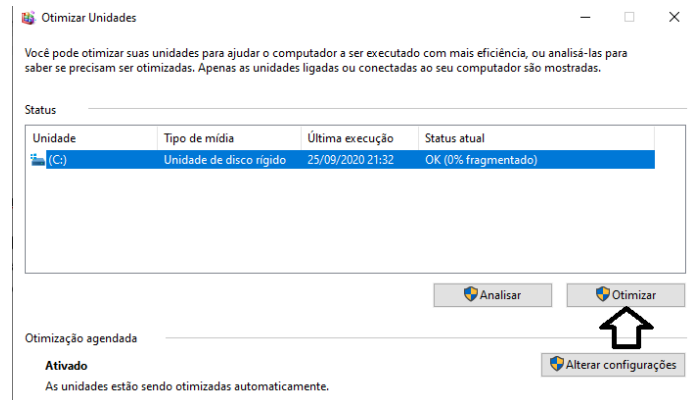 Otimizar Unidades
Você pode otimizar suas unidades para ajudar o computador a ser executado com mais eficiência, ou analisá-las para
saber se precisam ser otimizadas. Apenas as unidades ligadas ou conectadas ao seu computador são mostradas.
Status
Unidade Tipo de mídia Última execução Status atual
(C:) Unidade de disco rígido 25/09/2020 21:32 OK (0% fragmentado)
Analisar Otimizar
Otimização agendada
Ativado Alterar configurações
As unidades estão sendo otimizadas automaticamente.